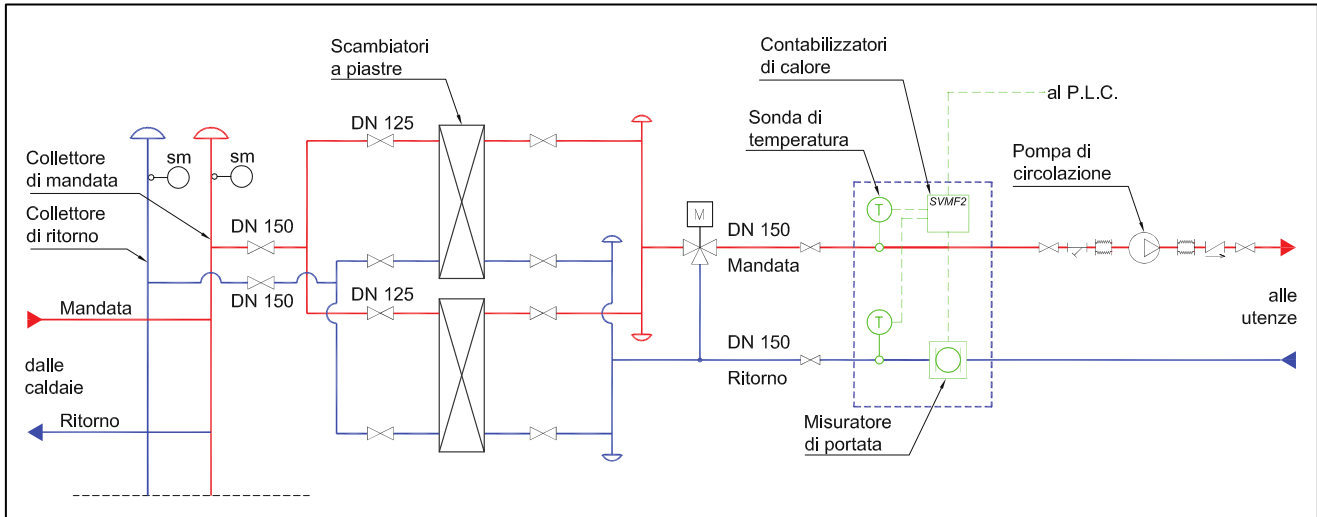 Scambiatori
a piastre
Contabilizzatori
di calore
al P.L.C.
DN 125
Sonda di
temperatura
Pompa di
circolazione
sm
sm
Collettore
di mandata
SVMF2
T
M
Collettore
di ritorno
DN 150
DN 150
Mandata
DN 150
DN 125
Mandata
alle
utenze
T
DN 150
Ritorno
dalle
caldaie
Ritorno
Misuratore
di portata